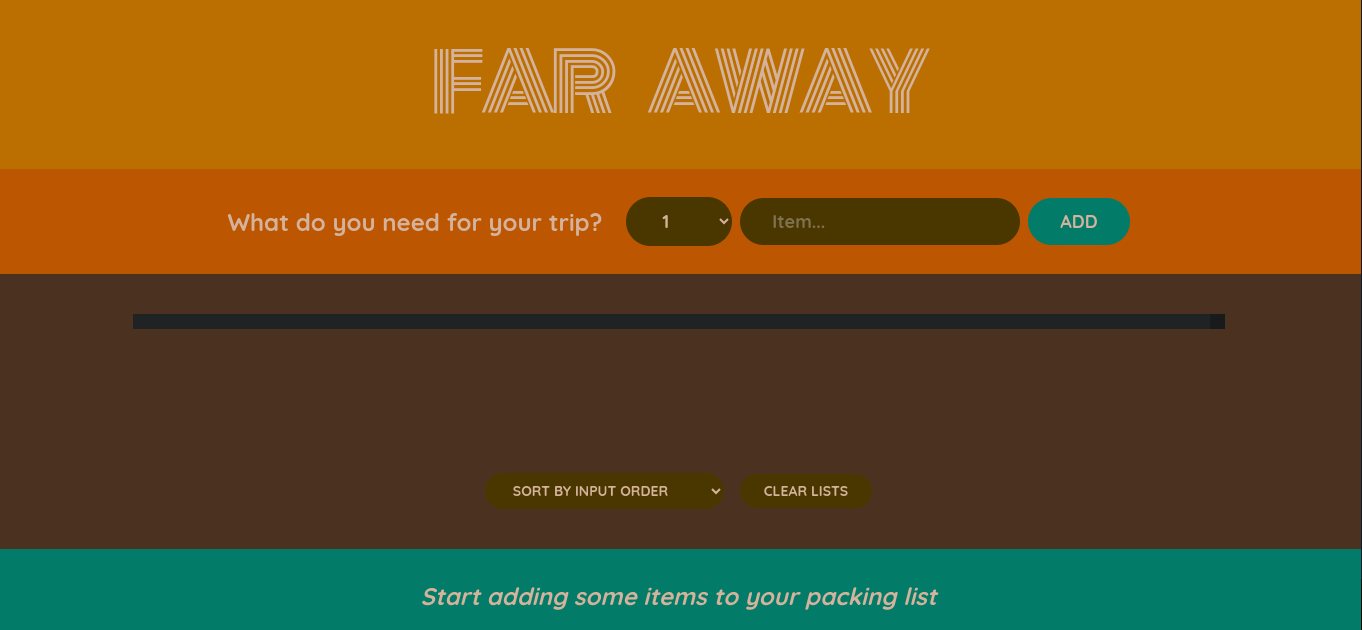 FAR AWAY
What do you need for your trip? 1 Item... ADD
SORT BY INPUT ORDER CLEAR LISTS
Start adding some items to your packing list